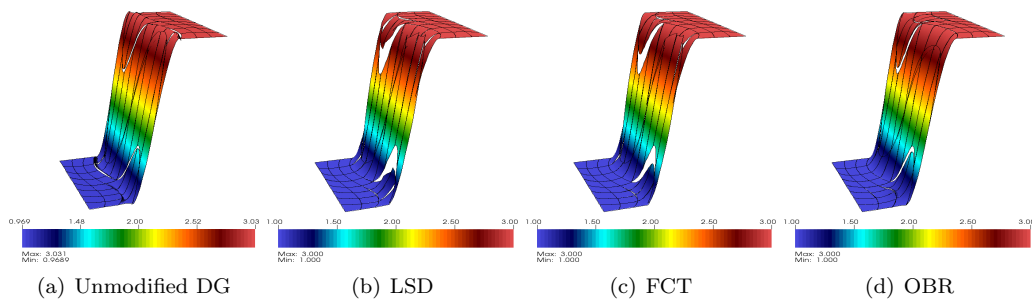 0.969 1.48 2.00 2.52 3.03
Max: 3.031
Min: 0.9689
(a) Unmodified DG
1.00 1.50 2.00 2.50 3.00
Max: 3.000
Min: 1.000
(b) LSD
1.00 1.50 2.00 2.50 3.00
Max: 3.000
Min: 1.000
(c) FCT
1.00 1.50 2.00 2.50 3.00
Max: 3.000
Min: 1.000
(d) OBR